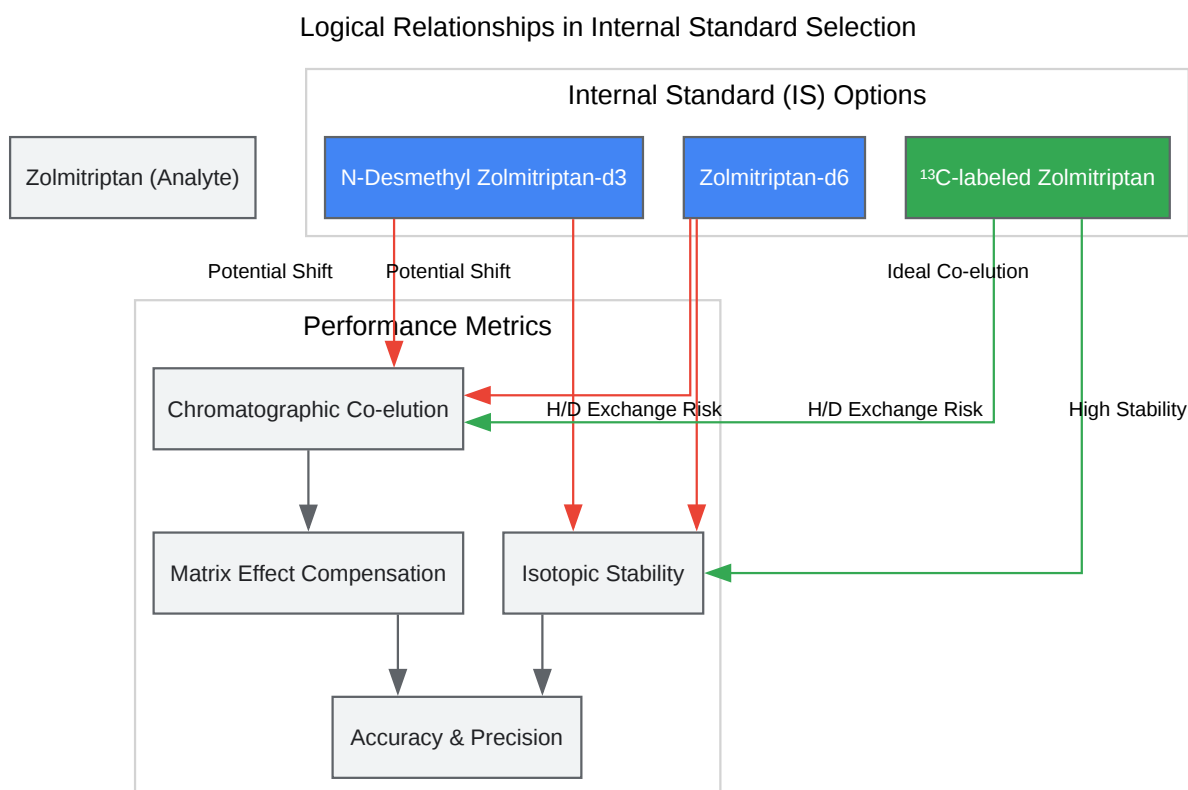 Logical Relationships in Internal Standard Selection
Internal Standard (IS) Options
Zolmitriptan (Analyte)
N-Desmethyl Zolmitriptan-d3
Zolmitriptan-d6
¹³C-labeled Zolmitriptan
Potential Shift
Potential Shift
Ideal Co-elution
Performance Metrics
Chromatographic Co-elution
H/D Exchange Risk
H/D Exchange Risk
High Stability
Matrix Effect Compensation
Isotopic Stability
Accuracy & Precision